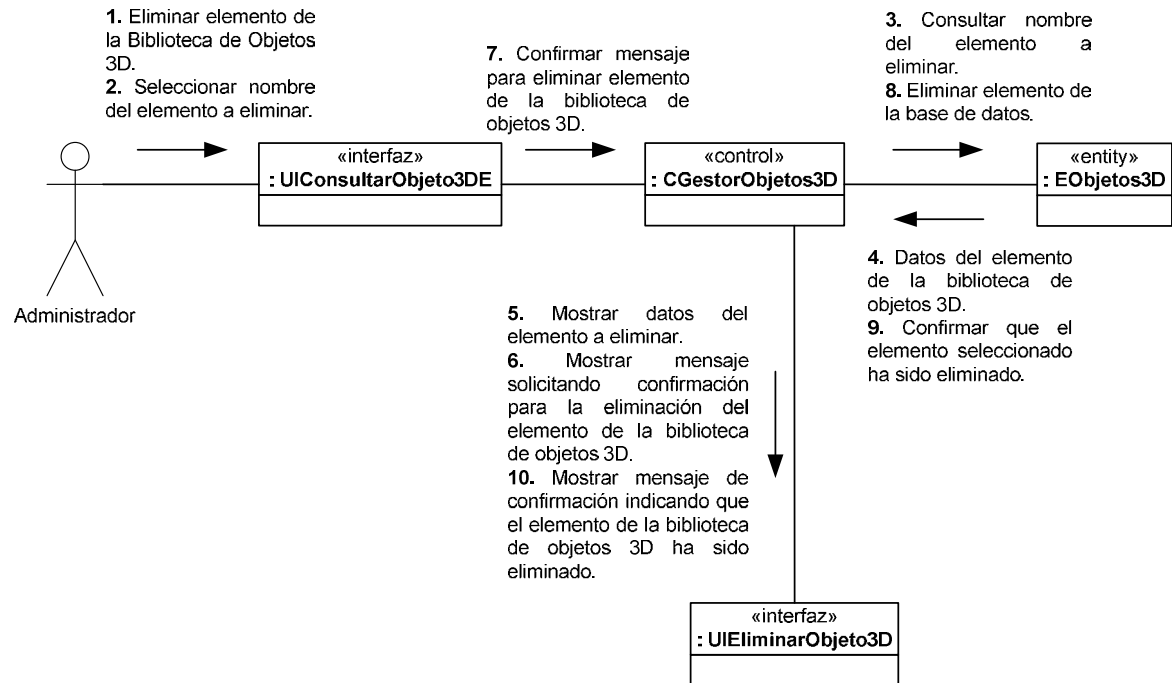 1. Eliminar elemento de
la Biblioteca de Objetos
3D.
2. Seleccionar nombre
del elemento a eliminar.
7. Confirmar mensaje
para eliminar elemento
de la biblioteca de
objetos 3D.
3. Consultar nombre
del elemento a
eliminar.
8. Eliminar elemento de
la base de datos.
«interfaz»
: UIConsultarObjeto3DE
«control»
: CGestorObjetos3D
«entity»
: EObjetos3D
Administrador
4. Datos del elemento
de la biblioteca de
objetos 3D.
9. Confirmar que el
elemento seleccionado
ha sido eliminado.
5. Mostrar datos del
elemento a eliminar.
6. Mostrar mensaje
solicitando confirmación
para la eliminación del
elemento de la biblioteca
de objetos 3D.
10. Mostrar mensaje de
confirmación indicando que
el elemento de la biblioteca
de objetos 3D ha sido
eliminado.
«interfaz»
: UIEliminarObjeto3D